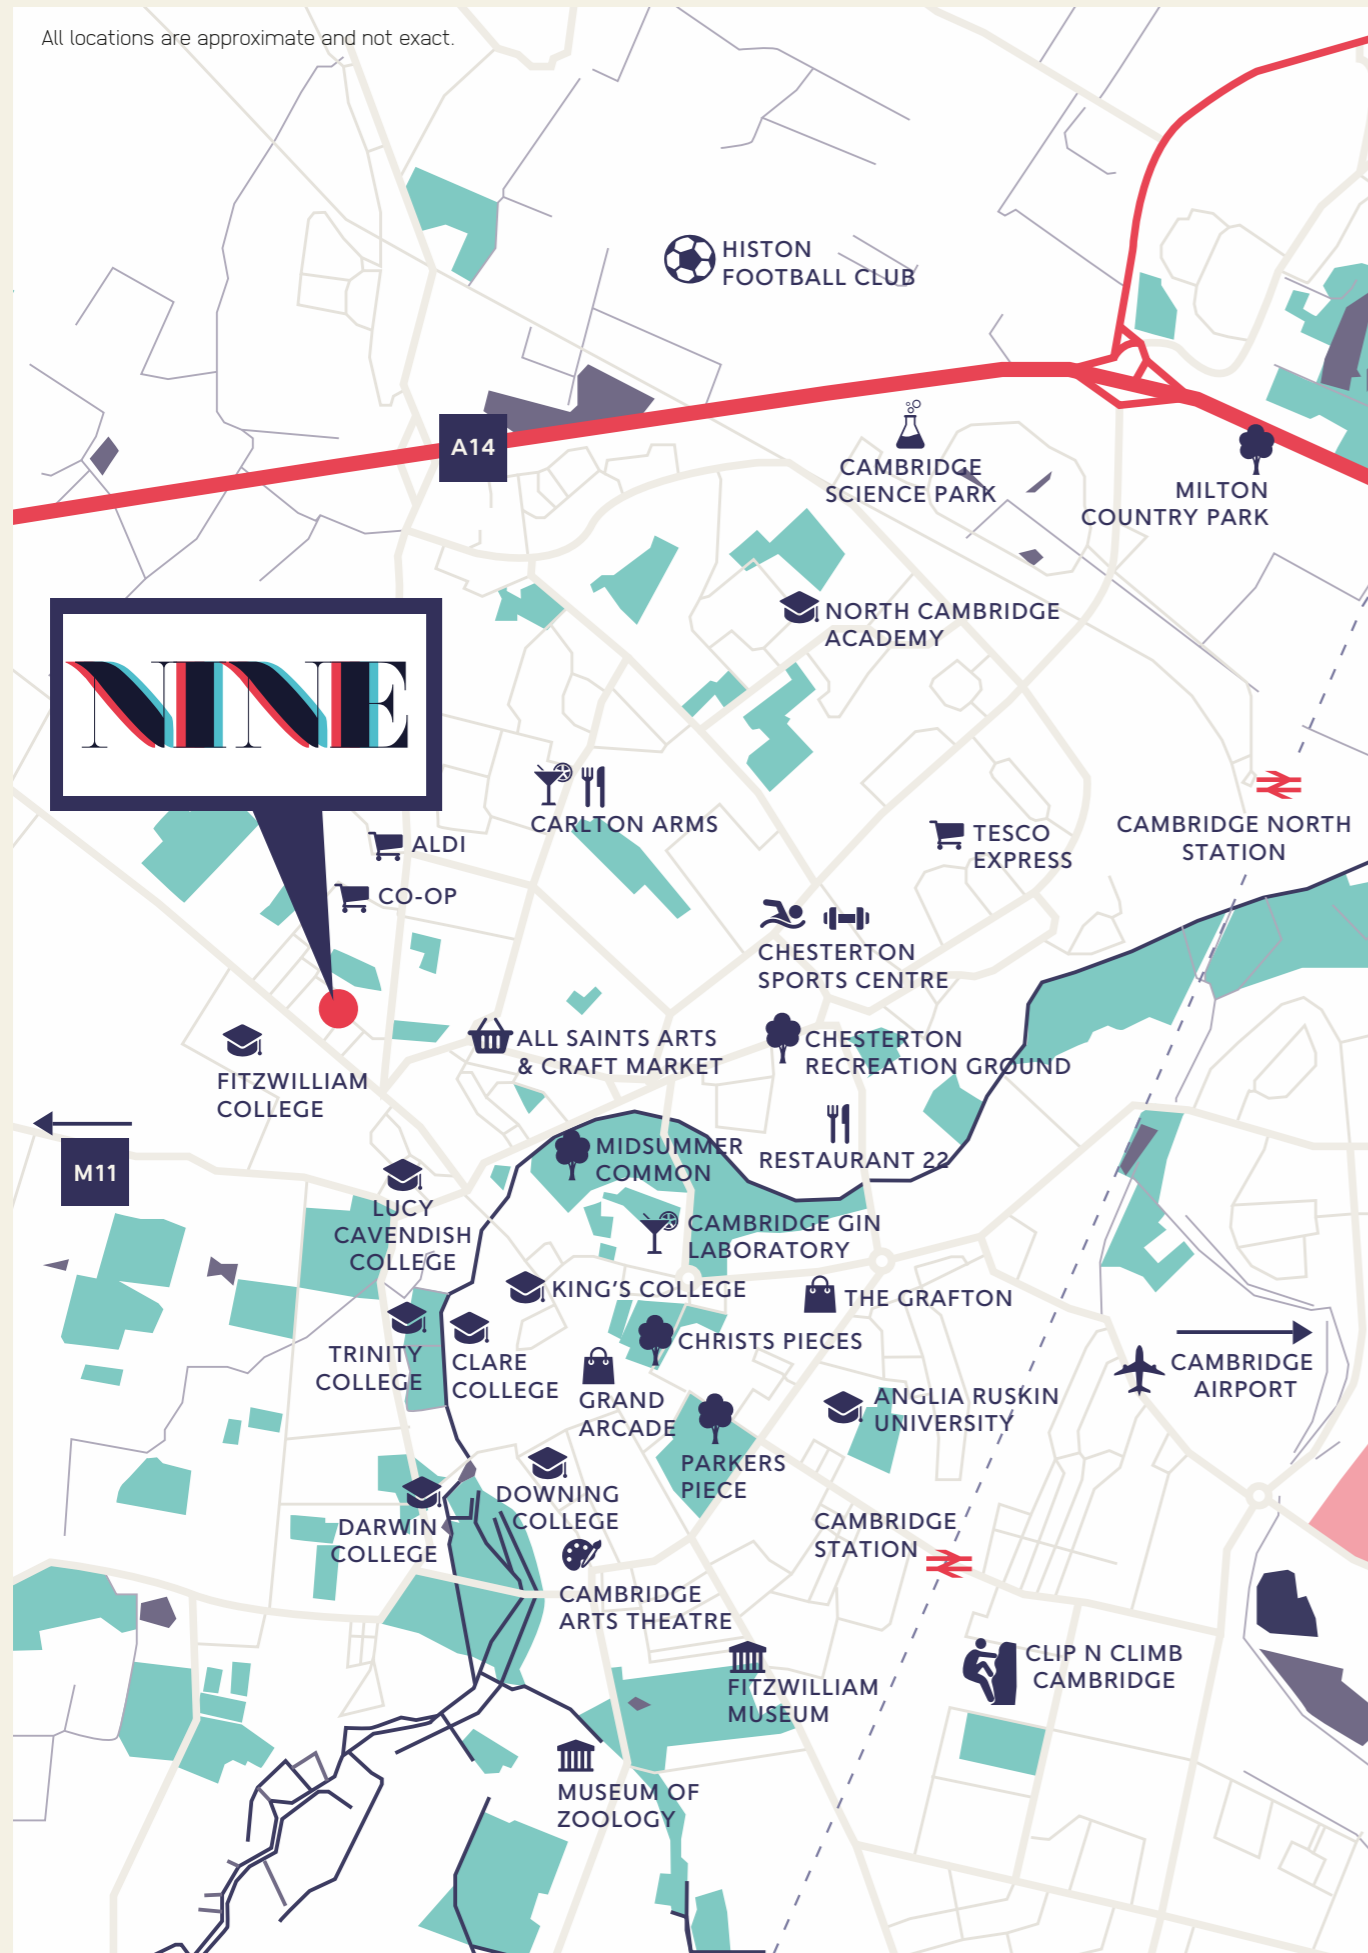 All locations are approximate and not exact.
HISTON
FOOTBALL CLUB
A14
CAMBRIDGE
SCIENCE PARK
MILTON
COUNTRY PARK
NORTH CAMBRIDGE
ACADEMY
NINE
CARLTON ARMS
ALDI
CO-OP
TESCO
EXPRESS
CAMBRIDGE NORTH
STATION
CHESTERTON
SPORTS CENTRE
ALL SAINTS ARTS
& CRAFT MARKET
CHESTERTON
RECREATION GROUND
FITZWILLIAM
COLLEGE
M11
MIDSUMMER
COMMON
RESTAURANT 22
LUCY
CAVENDISH
COLLEGE
CAMBRIDGE GIN
LABORATORY
KING'S COLLEGE
THE GRAFTON
CHRISTS PIECES
TRINITY
COLLEGE
CLARE
COLLEGE
GRAND
ARCADE
ANGLIA RUSKIN
UNIVERSITY
CAMBRIDGE
AIRPORT
PARKERS
PIECE
DOWNING
COLLEGE
DARWIN
COLLEGE
CAMBRIDGE
STATION
CAMBRIDGE
ARTS THEATRE
CLIP N CLIMB
CAMBRIDGE
FITZWILLIAM
MUSEUM
MUSEUM OF
ZOOLOGY